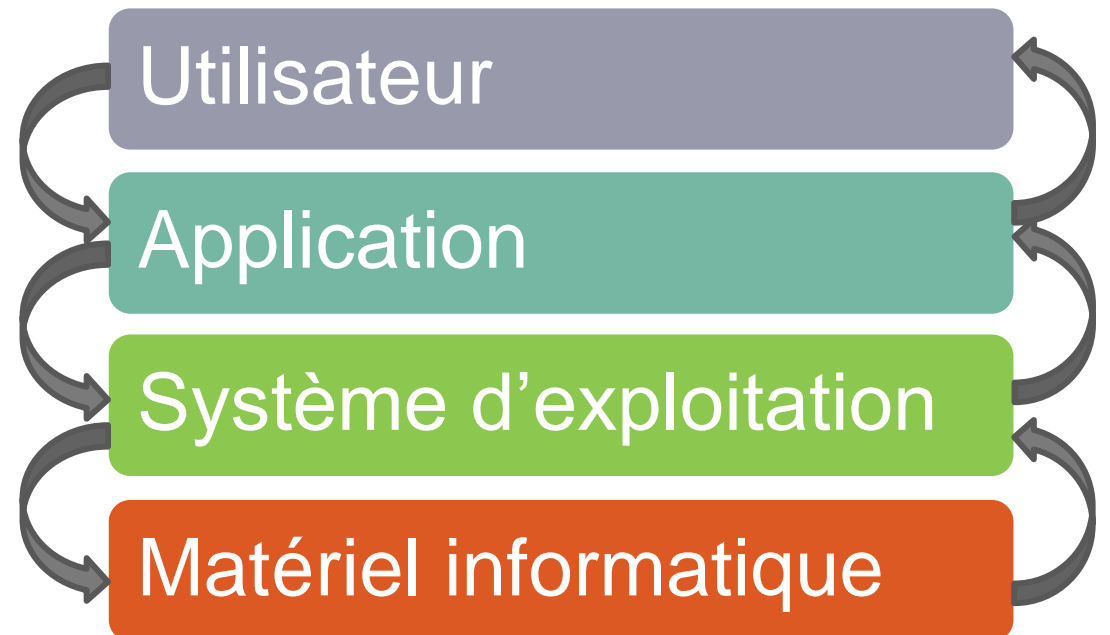 Utilisateur
Application
Système d’exploitation
Matériel informatique